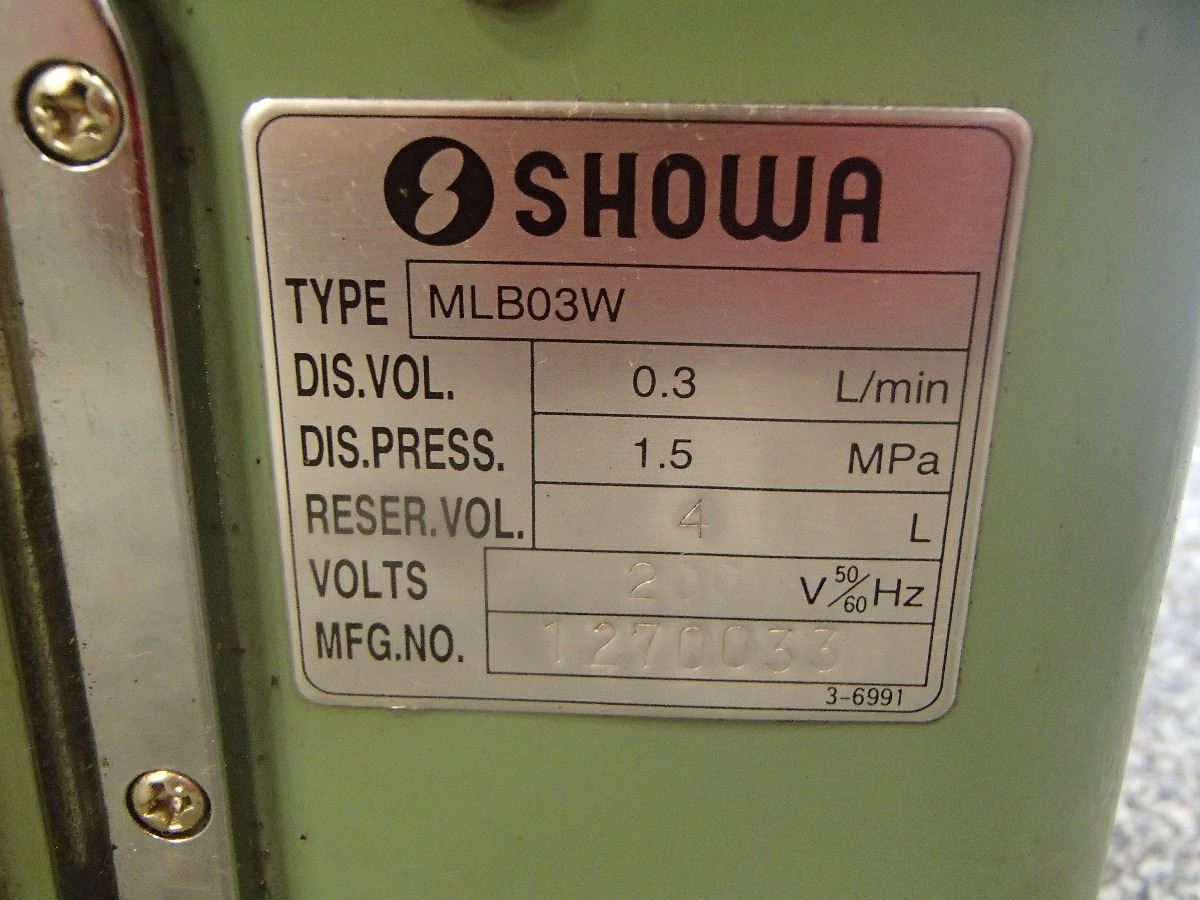 SHOWA
TYPE MLB03W
DIS.VOL. 0.3 L/min
DIS.PRESS. 1.5 MPa
RESER.VOL. 4 L
VOLTS 200 V 50/60 Hz
MFG.NO. 1270033
3-6991